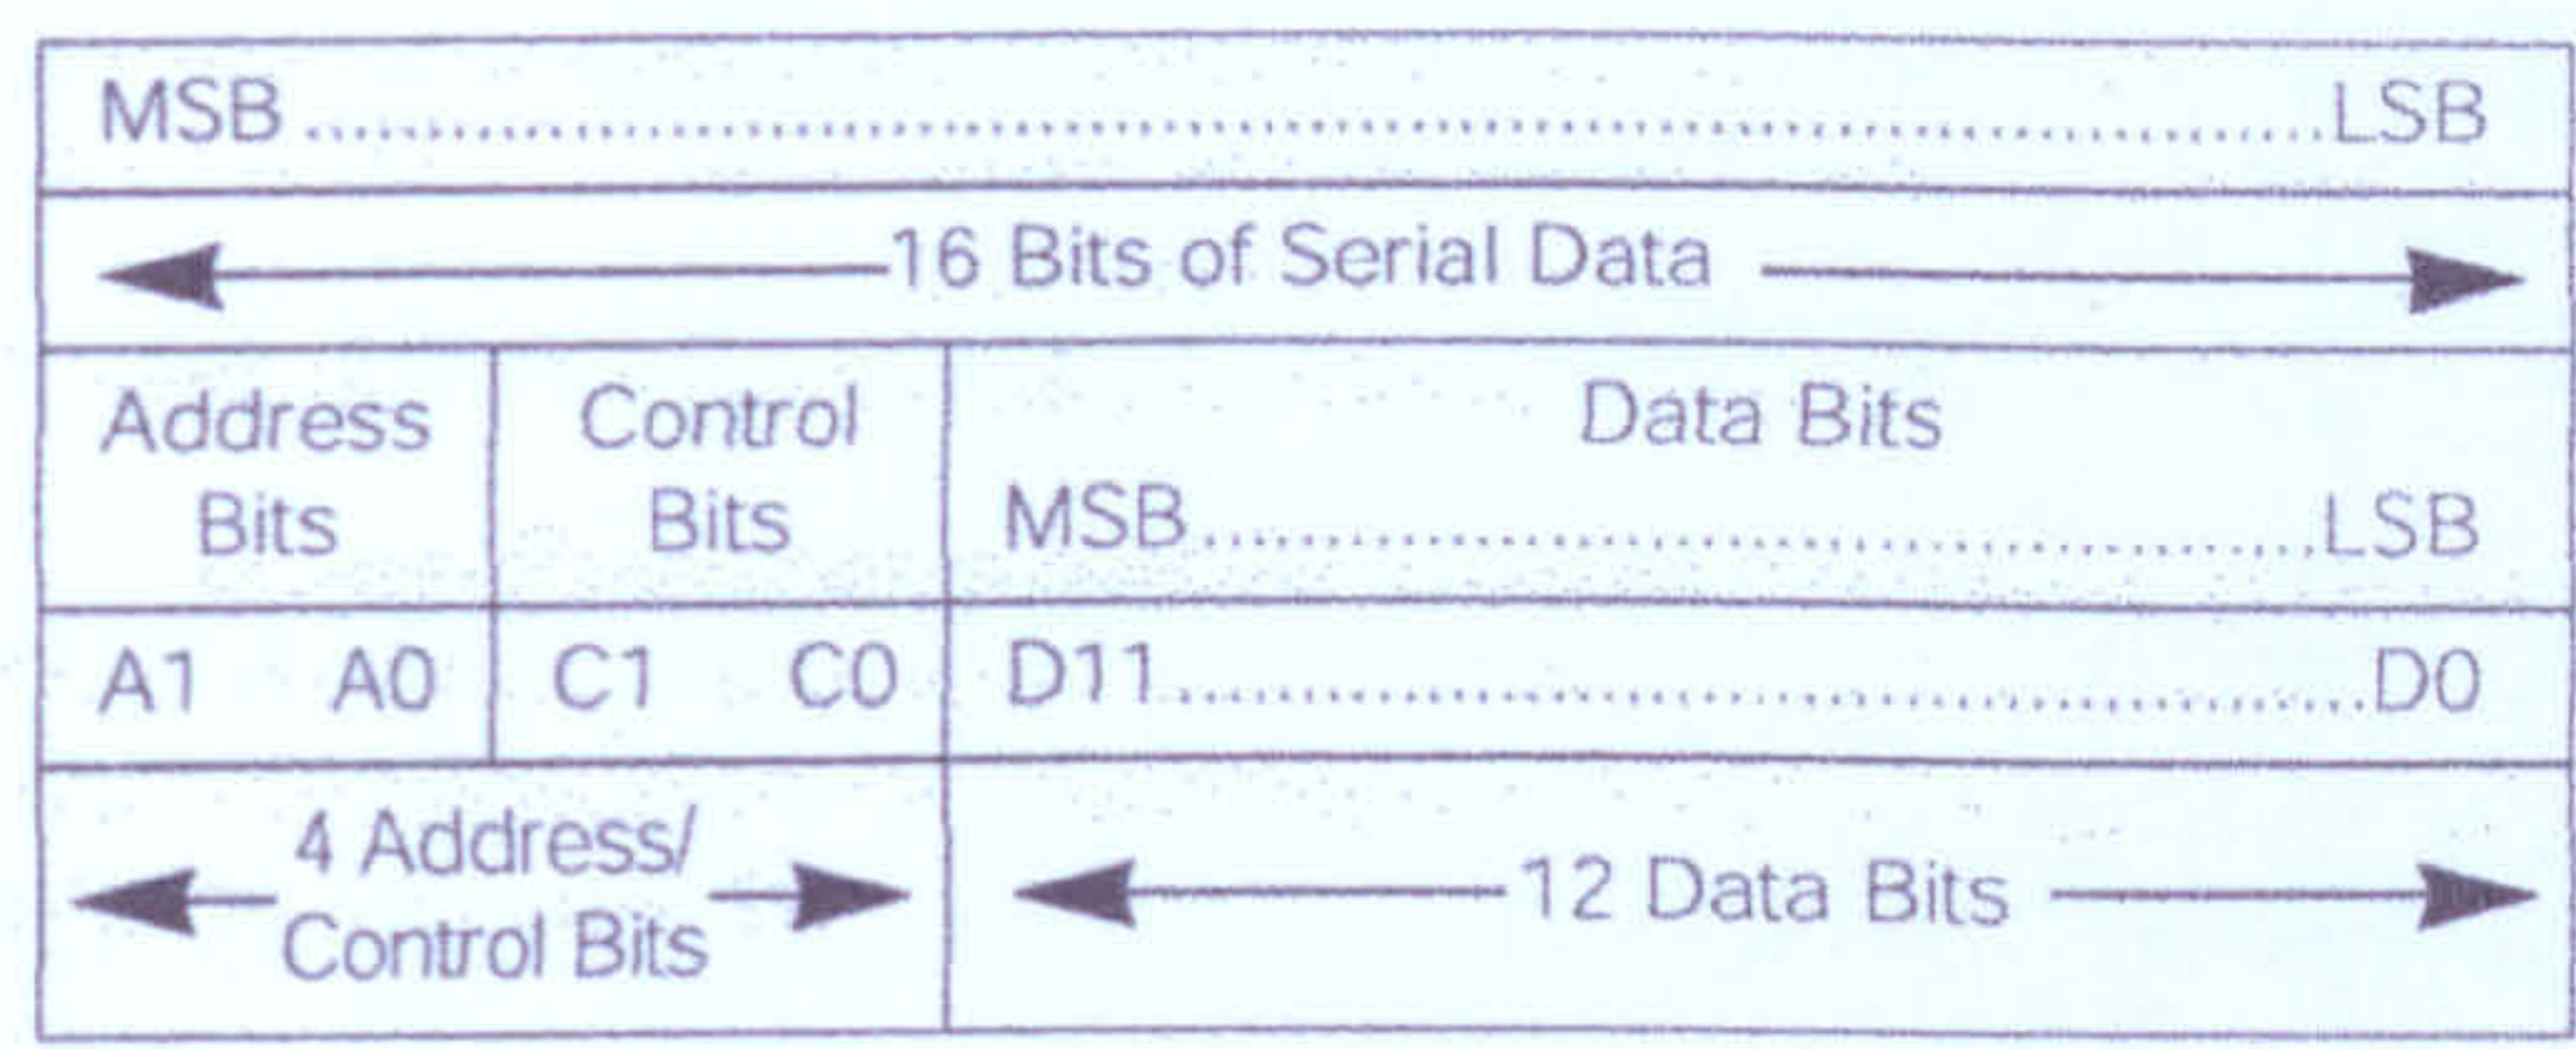 MSB................................LSB
16 Bits of Serial Data
Address Bits
Control Bits
Data Bits
MSB................................LSB
A1 A0 C1 C0 D11................................D0
4 Address/
Control Bits
12 Data Bits